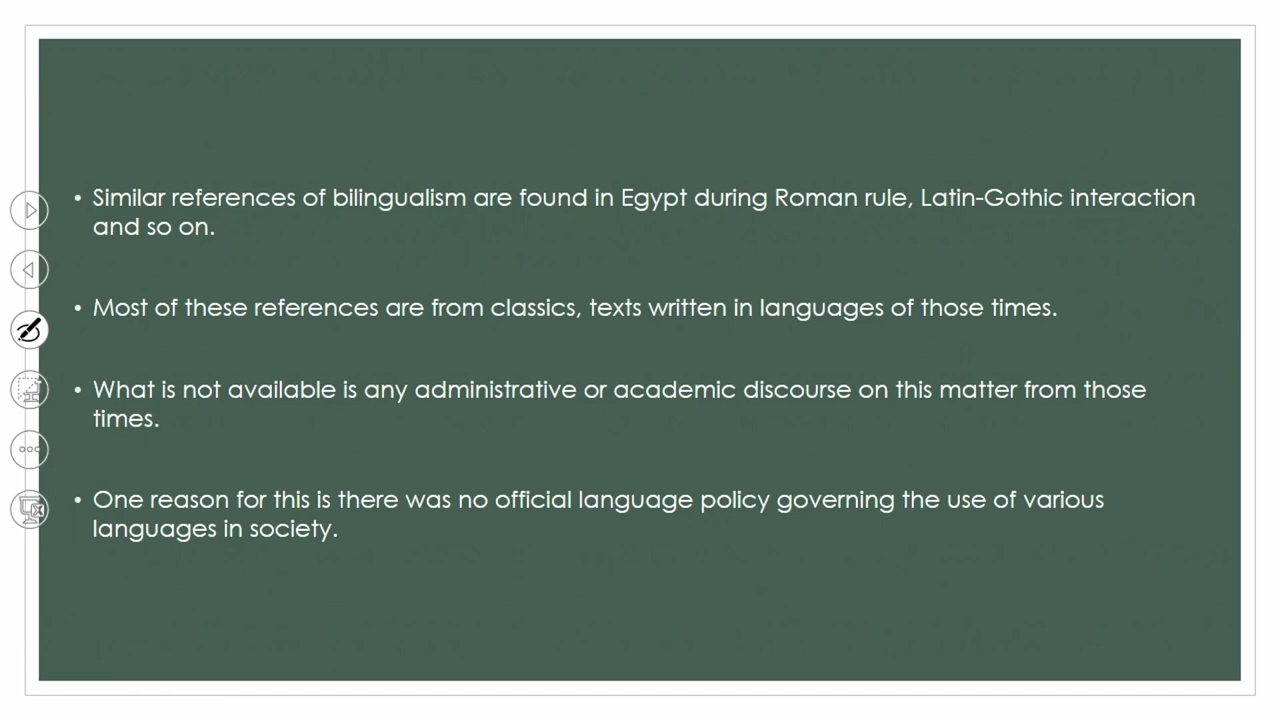 • Similar references of bilingualism are found in Egypt during Roman rule, Latin-Gothic interaction
and so on.
• Most of these references are from classics, texts written in languages of those times.
• What is not available is any administrative or academic discourse on this matter from those
times.
• One reason for this is there was no official language policy governing the use of various
languages in society.